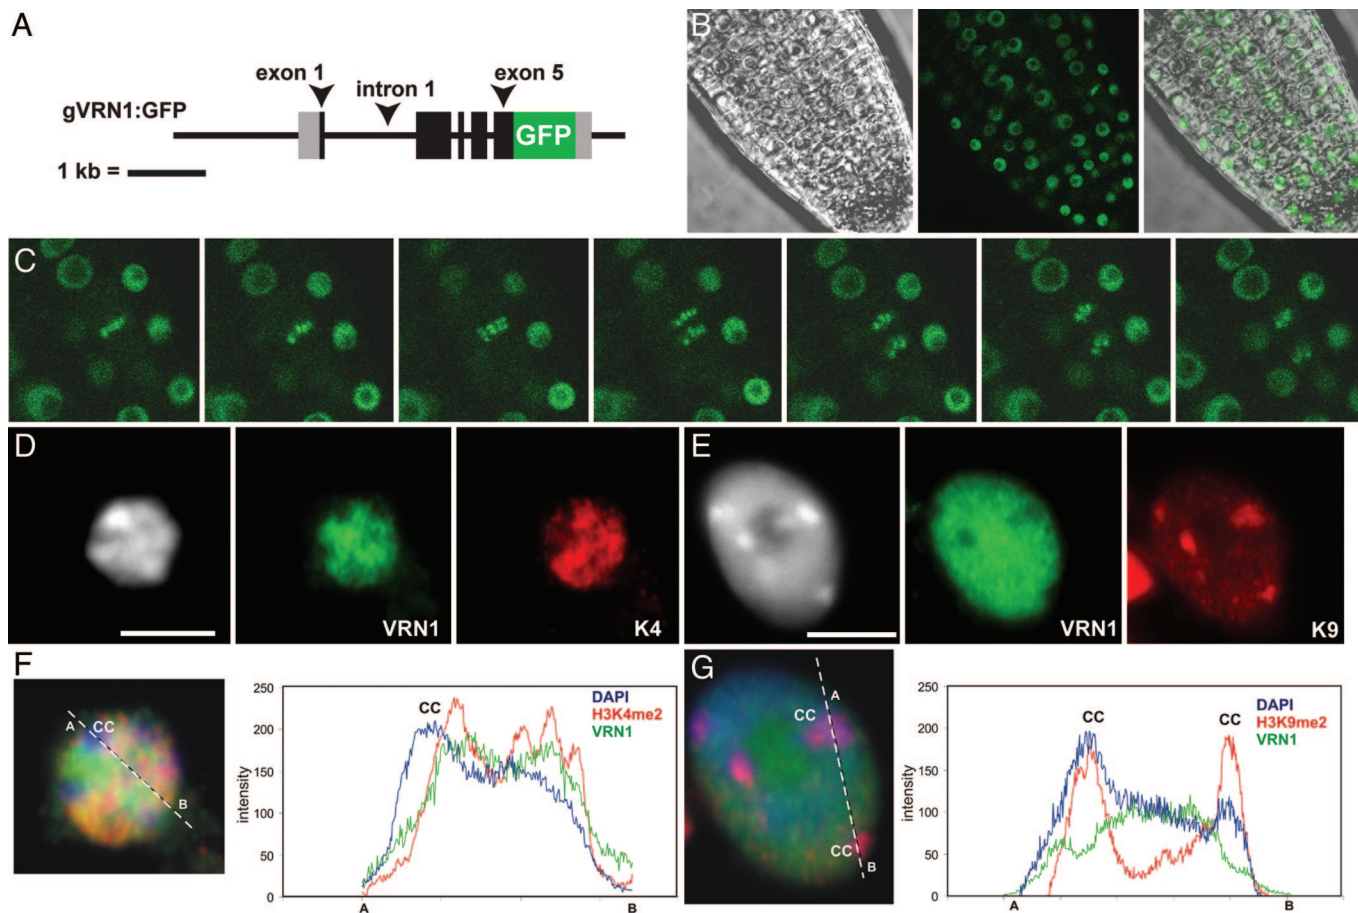 A
exon 1
intron 1
exon 5
gVRN1:GFP
GFP
1 kb =
B
C
D
VRN1
K4
E
VRN1
K9
F
A
CC
B
250
200
150
100
50
0
intensity
CC
DAPI
H3K4me2
VRN1
A
B
G
A
CC
CC
B
250
200
150
100
50
0
intensity
CC
CC
DAPI
H3K9me2
VRN1
A
B